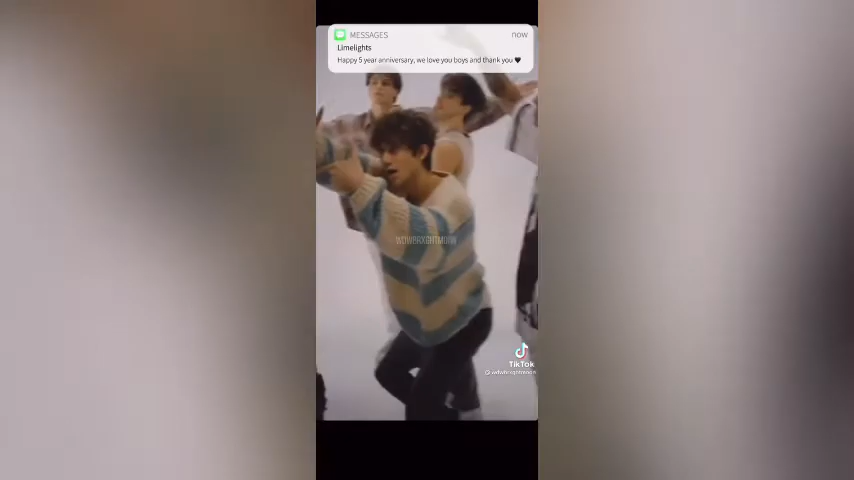 MESSAGES
now
Limelights
Happy 5 year anniversary, we love you boys and thank you 🖤
TikTok